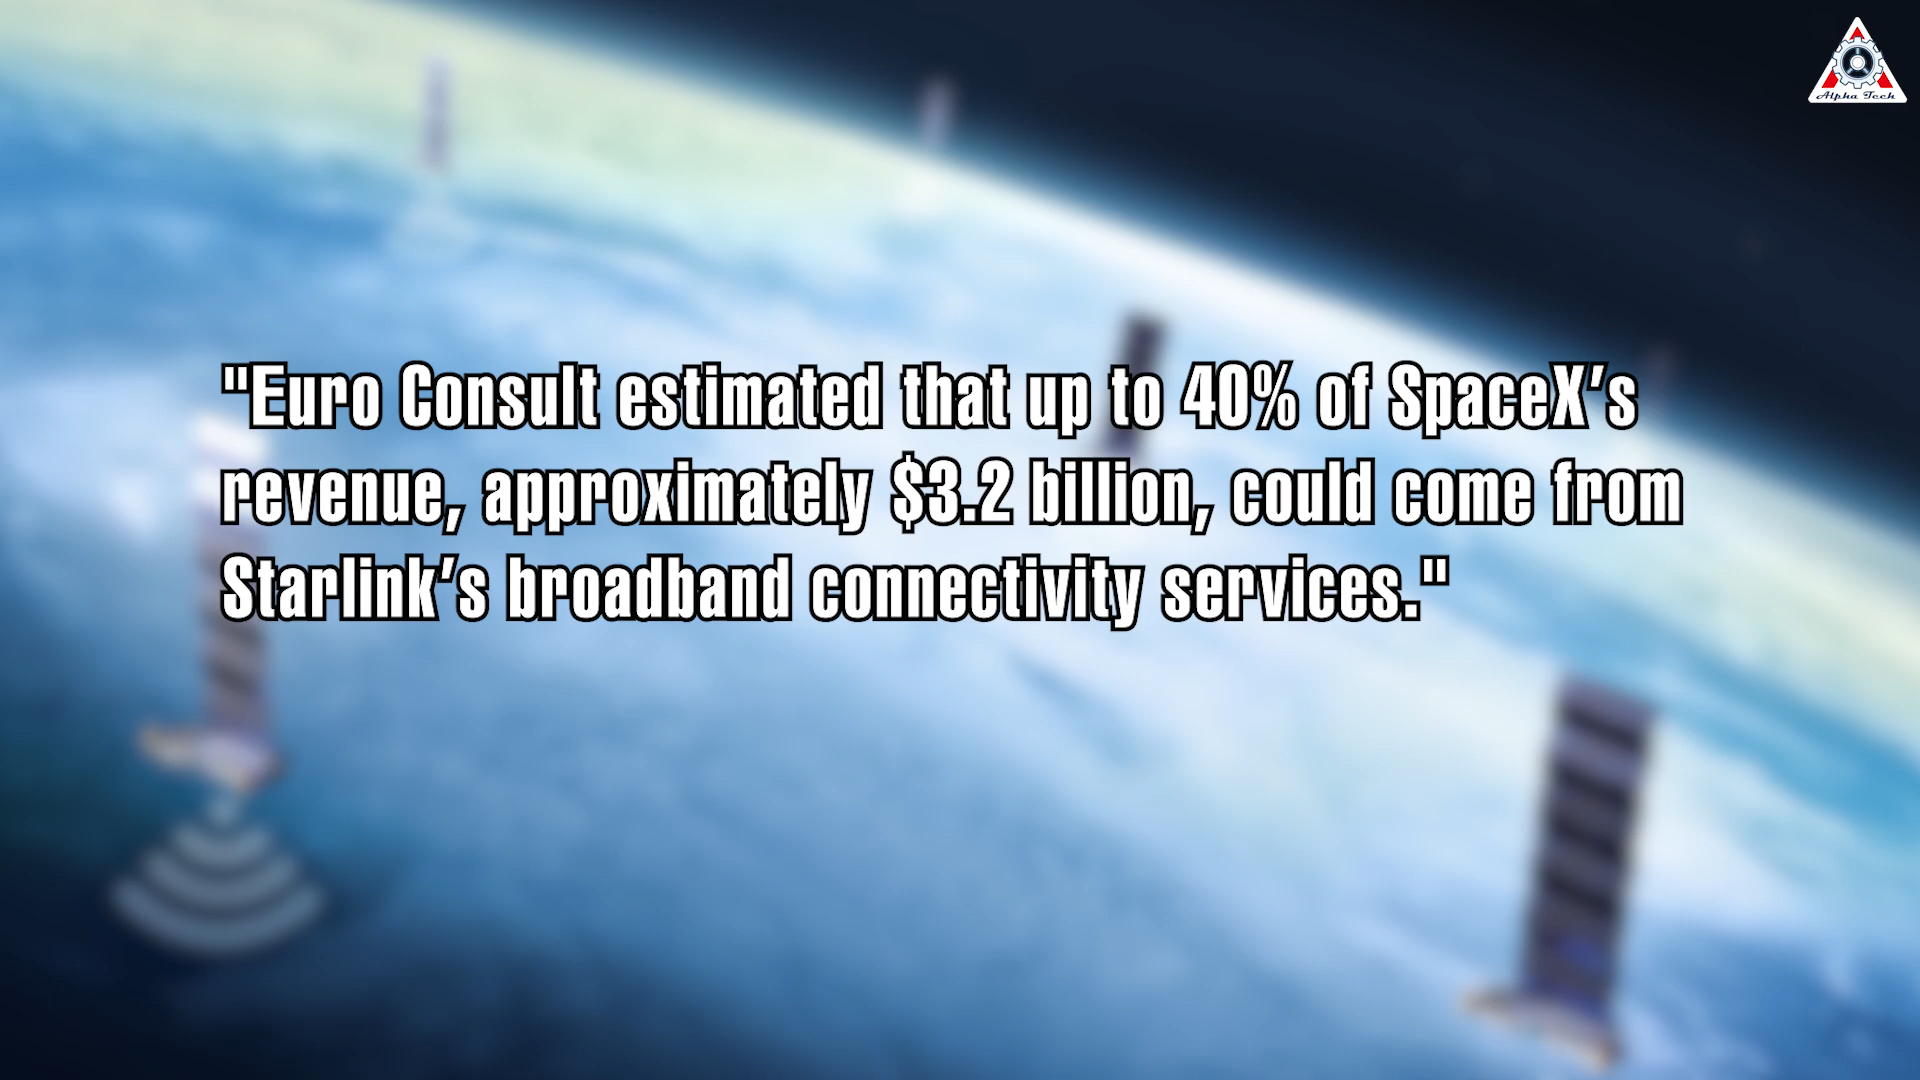 Alpha Tech
"Euro Consult estimated that up to 40% of SpaceX's
revenue, approximately $3.2 billion, could come from
Starlink's broadband connectivity services."